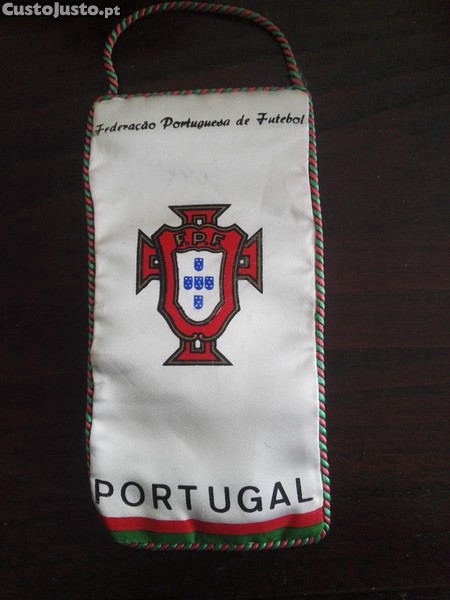 CustoJusto.pt
Federação Portuguesa de Futebol
F.P.F.
PORTUGAL